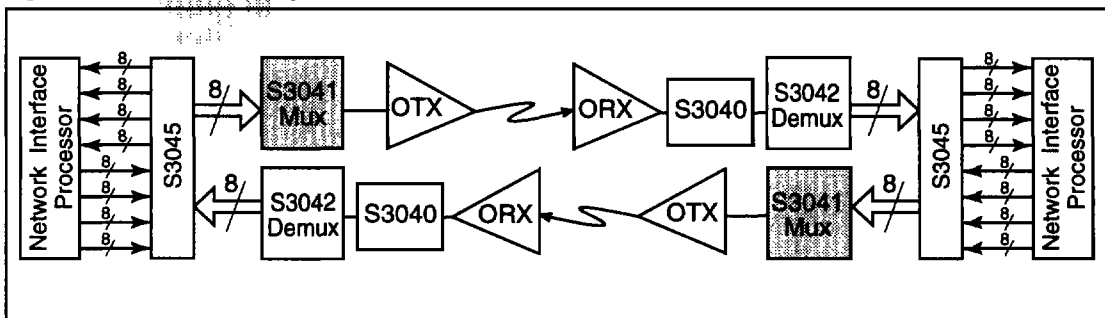 Network Interface
Processor
8
8
8
8
8
8
8
8
S3045
8
S3041
Mux
OTX
ORX
S3040
S3042
Demux
8
8
S3042
Demux
S3040
ORX
OTX
S3041
Mux
8
S3045
8
8
8
8
8
8
8
8
Network Interface
Processor